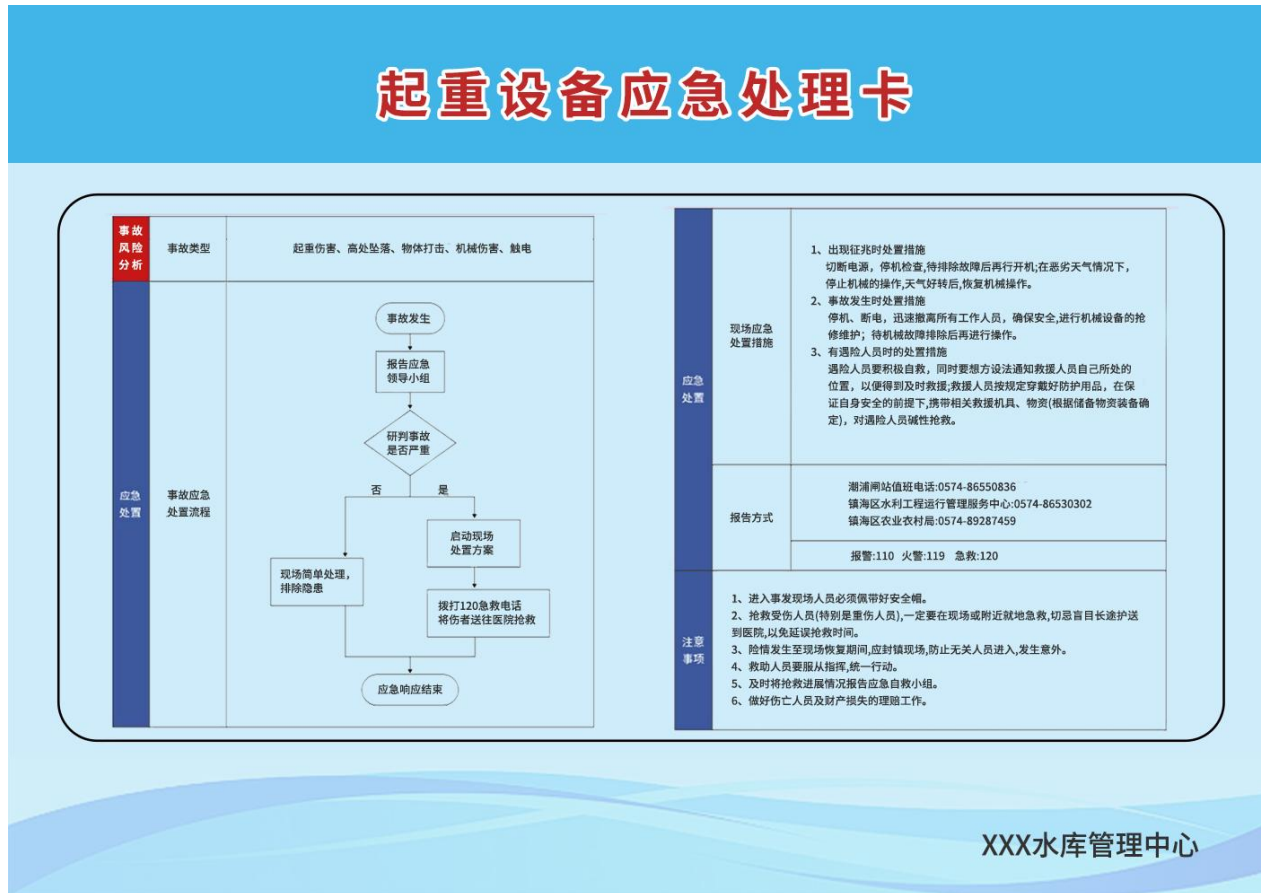 起重设备应急处理卡
事故
风险
分析
事故类型
起重伤害、高处坠落、物体打击、机械伤害、触电
应急
处置
事故应急
处置流程
事故发生
报告应急
领导小组
研判事故
是否严重
否
是
启动现场
处置方案
现场简单处理，
排除隐患
拨打120急救电话
将伤者送往医院抢救
应急响应结束
应急
处置
现场应急
处置措施
1、出现征兆时处置措施
切断电源，停机检查,待排除故障后再行开机;在恶劣天气情况下，
停止机械的操作,天气好转后,恢复机械操作。
2、事故发生时处置措施
停机、断电，迅速撤离所有工作人员，确保安全,进行机械设备的抢
修维护；待机械故障排除后再进行操作。
3、有遇险人员时的处置措施
遇险人员要积极自救，同时要想方设法通知救援人员自己所处的
位置，以便得到及时救援;救援人员按规定穿戴好防护用品，在保
证自身安全的前提下,携带相关救援机具、物资(根据储备物资装备确
定)，对遇险人员碱性抢救。
报告方式
潮浦闸站值班电话:0574-86550836
镇海区水利工程运行管理服务中心:0574-86530302
镇海区农业农村局:0574-89287459
报警:110 火警:119 急救:120
注意
事项
1、进入事发现场人员必须佩带好安全帽。
2、抢救受伤人员(特别是重伤人员),一定要在现场或附近就地急救,切忌盲目长途护送
到医院,以免延误抢救时间。
3、险情发生至现场恢复期间,应封镇现场,防止无关人员进入,发生意外。
4、救助人员要服从指挥,统一行动。
5、及时将抢救进展情况报告应急自救小组。
6、做好伤亡人员及财产损失的理赔工作。
XXX水库管理中心